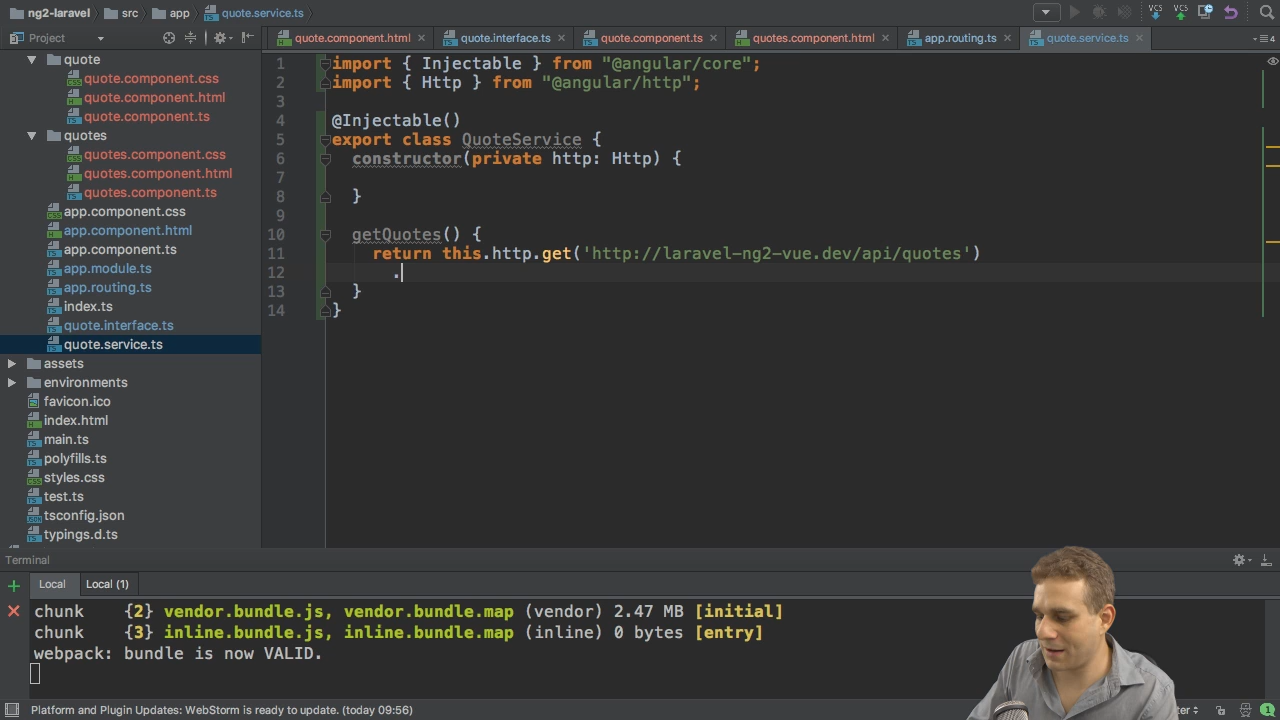 ng2-laravel src app quote.service.ts
Project
quote.component.html quote.interface.ts quote.component.ts quotes.component.html app.routing.ts quote.service.ts
quote
quote.component.css
quote.component.html
quote.component.ts
quotes
quotes.component.css
quotes.component.html
quotes.component.ts
app.component.css
app.component.html
app.component.ts
app.module.ts
app.routing.ts
index.ts
quote.interface.ts
quote.service.ts
assets
environments
favicon.ico
index.html
main.ts
polyfills.ts
styles.css
test.ts
tsconfig.json
typings.d.ts
1 import { Injectable } from "@angular/core";
2 import { Http } from "@angular/http";
3
4 @Injectable()
5 export class QuoteService {
6 constructor(private http: Http) {
7
8 }
9
10 getQuotes() {
11 return this.http.get('http://laravel-ng2-vue.dev/api/quotes')
12 .
13 }
14 }
Terminal
Local Local (1)
chunk {2} vendor.bundle.js, vendor.bundle.map (vendor) 2.47 MB [initial]
chunk {3} inline.bundle.js, inline.bundle.map (inline) 0 bytes [entry]
webpack: bundle is now VALID.
Platform and Plugin Updates: WebStorm is ready to update. (today 09:56)